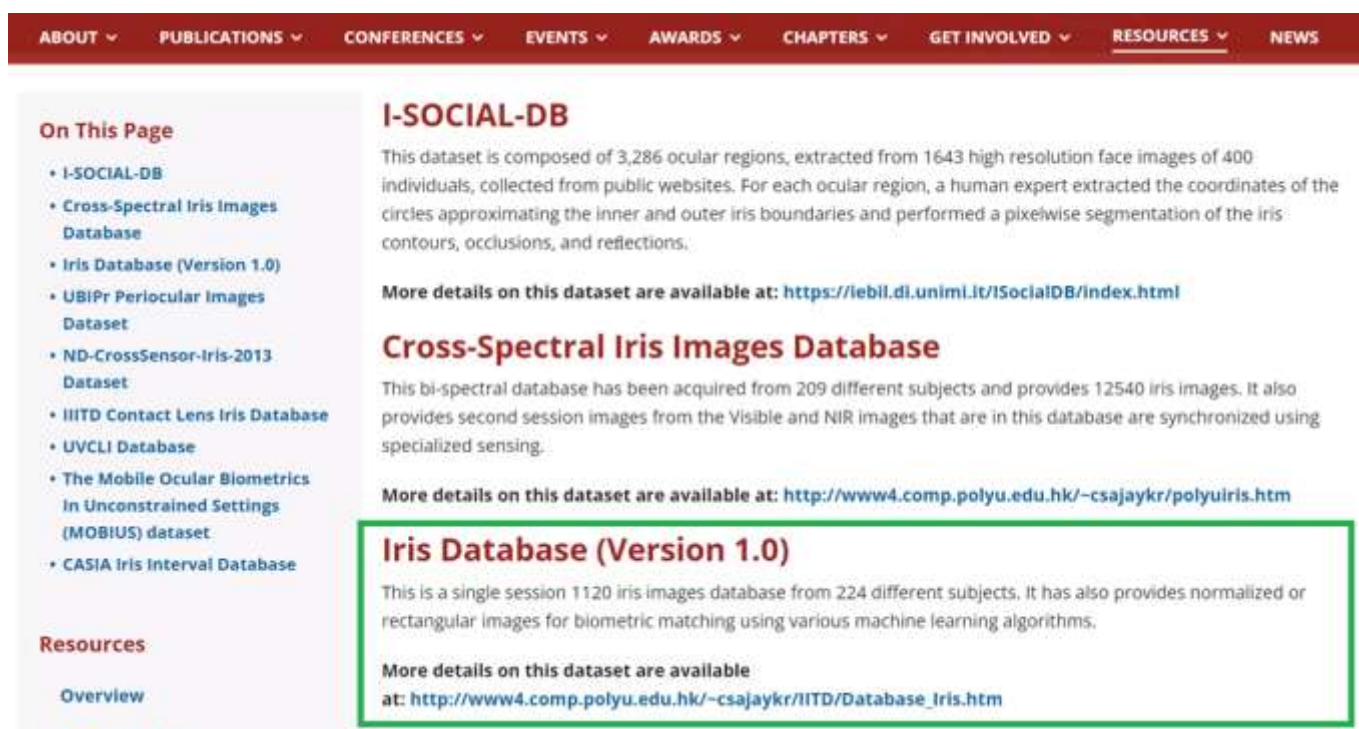 ABOUT PUBLICATIONS CONFERENCES EVENTS AWARDS CHAPTERS GET INVOLVED RESOURCES NEWS
On This Page
• I-SOCIAL-DB
• Cross-Spectral Iris Images
Database
• Iris Database (Version 1.0)
• UBIPr Periocular Images
Dataset
• ND-CrossSensor-Iris-2013
Dataset
• IIITD Contact Lens Iris Database
• UVCLI Database
• The Mobile Ocular Biometrics
In Unconstrained Settings
(MOBIUS) dataset
• CASIA Iris Interval Database
Resources
Overview
I-SOCIAL-DB
This dataset is composed of 3,286 ocular regions, extracted from 1643 high resolution face images of 400
individuals, collected from public websites. For each ocular region, a human expert extracted the coordinates of the
circles approximating the inner and outer iris boundaries and performed a pixelwise segmentation of the iris
contours, occlusions, and reflections.
More details on this dataset are available at: https://iebil.di.unimi.it/ISocialDB/index.html
Cross-Spectral Iris Images Database
This bi-spectral database has been acquired from 209 different subjects and provides 12540 iris images. It also
provides second session images from the Visible and NIR images that are in this database are synchronized using
specialized sensing.
More details on this dataset are available at: http://www4.comp.polyu.edu.hk/~csajaykr/polyuiris.htm
Iris Database (Version 1.0)
This is a single session 1120 iris images database from 224 different subjects. It has also provides normalized or
rectangular images for biometric matching using various machine learning algorithms.
More details on this dataset are available
at: http://www4.comp.polyu.edu.hk/~csajaykr/IITD/Database_Iris.htm